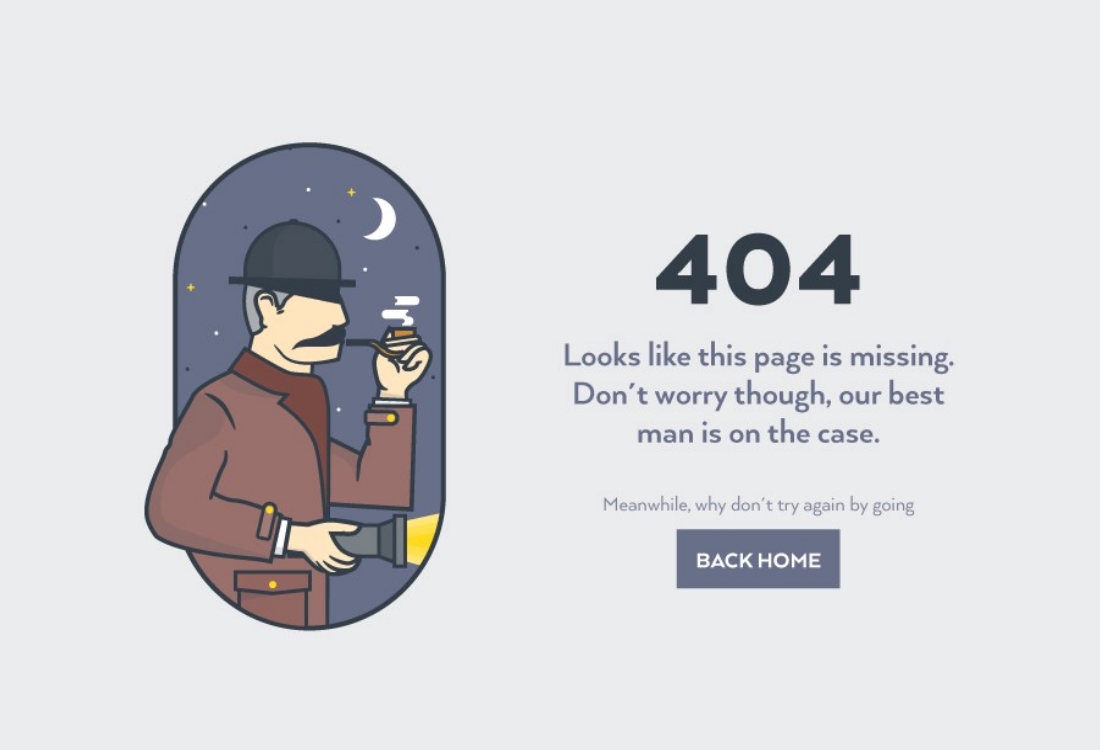 404
Looks like this page is missing.
Don´t worry though, our best
man is on the case.
Meanwhile, why don´t try again by going
BACK HOME